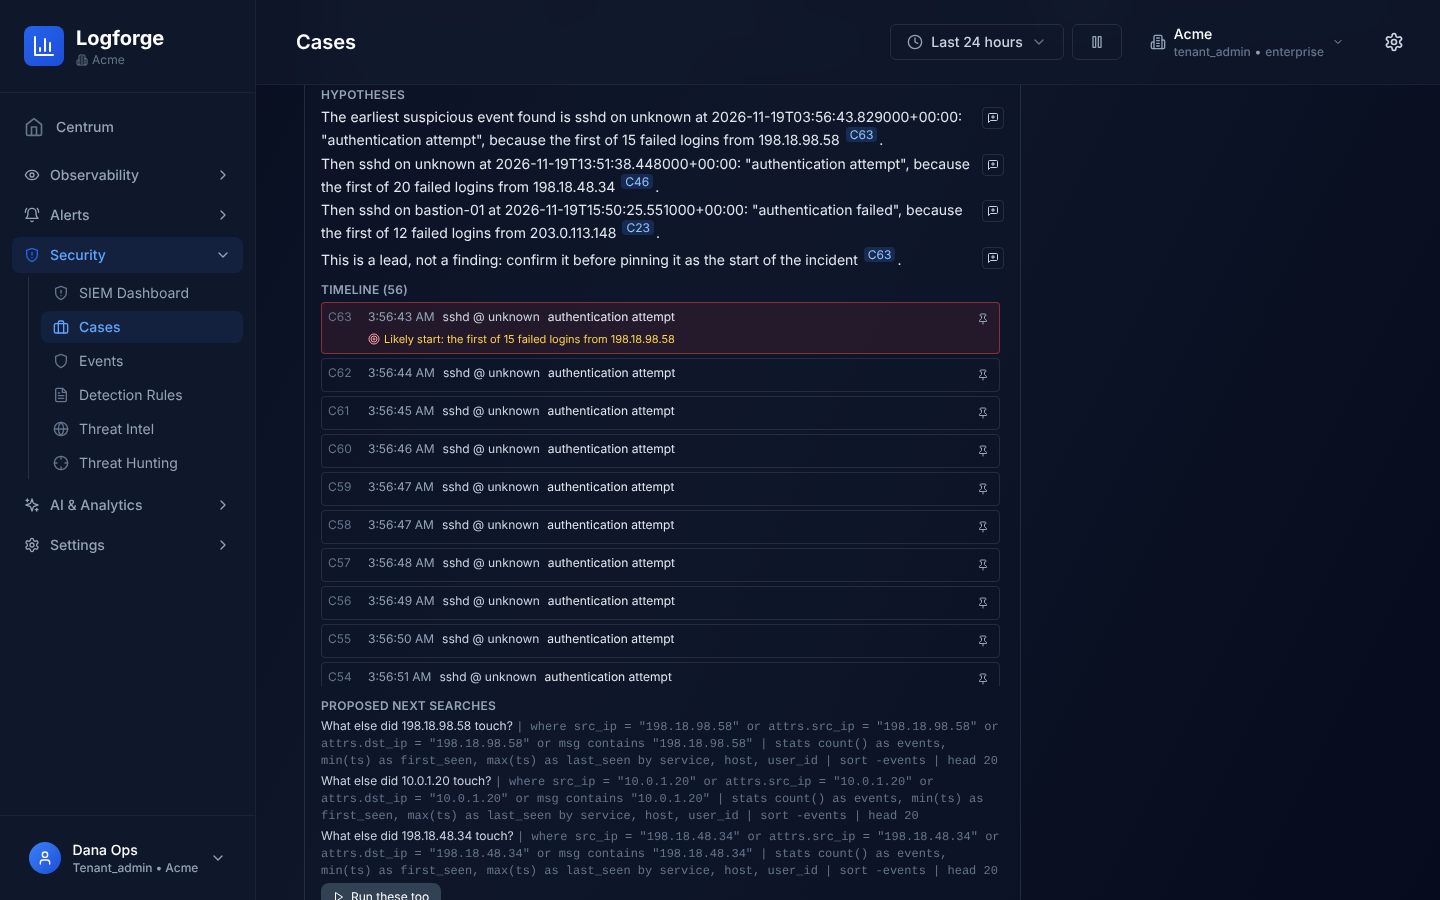 Logforge
Acme
Centrum
Observability
Alerts
Security
SIEM Dashboard
Cases
Events
Detection Rules
Threat Intel
Threat Hunting
AI & Analytics
Settings
Dana Ops
Tenant_admin • Acme
Cases
Last 24 hours
Acme
tenant_admin • enterprise
HYPOTHESES
The earliest suspicious event found is sshd on unknown at 2026-11-19T03:56:43.829000+00:00:
"authentication attempt", because the first of 15 failed logins from 198.18.98.58 C63 .
Then sshd on unknown at 2026-11-19T13:51:38.448000+00:00: "authentication attempt", because
the first of 20 failed logins from 198.18.48.34 C46 .
Then sshd on bastion-01 at 2026-11-19T15:50:25.551000+00:00: "authentication failed", because
the first of 12 failed logins from 203.0.113.148 C23 .
This is a lead, not a finding: confirm it before pinning it as the start of the incident C63 .
TIMELINE (56)
C63 3:56:43 AM sshd @ unknown authentication attempt
Likely start: the first of 15 failed logins from 198.18.98.58
C62 3:56:44 AM sshd @ unknown authentication attempt
C61 3:56:45 AM sshd @ unknown authentication attempt
C60 3:56:46 AM sshd @ unknown authentication attempt
C59 3:56:47 AM sshd @ unknown authentication attempt
C58 3:56:47 AM sshd @ unknown authentication attempt
C57 3:56:48 AM sshd @ unknown authentication attempt
C56 3:56:49 AM sshd @ unknown authentication attempt
C55 3:56:50 AM sshd @ unknown authentication attempt
C54 3:56:51 AM sshd @ unknown authentication attempt
PROPOSED NEXT SEARCHES
What else did 198.18.98.58 touch? | where src_ip = "198.18.98.58" or attrs.src_ip = "198.18.98.58" or
attrs.dst_ip = "198.18.98.58" or msg contains "198.18.98.58" | stats count() as events,
min(ts) as first_seen, max(ts) as last_seen by service, host, user_id | sort -events | head 20
What else did 10.0.1.20 touch? | where src_ip = "10.0.1.20" or attrs.src_ip = "10.0.1.20" or
attrs.dst_ip = "10.0.1.20" or msg contains "10.0.1.20" | stats count() as events, min(ts) as
first_seen, max(ts) as last_seen by service, host, user_id | sort -events | head 20
What else did 198.18.48.34 touch? | where src_ip = "198.18.48.34" or attrs.src_ip = "198.18.48.34" or
attrs.dst_ip = "198.18.48.34" or msg contains "198.18.48.34" | stats count() as events,
min(ts) as first_seen, max(ts) as last_seen by service, host, user_id | sort -events | head 20
Run these too